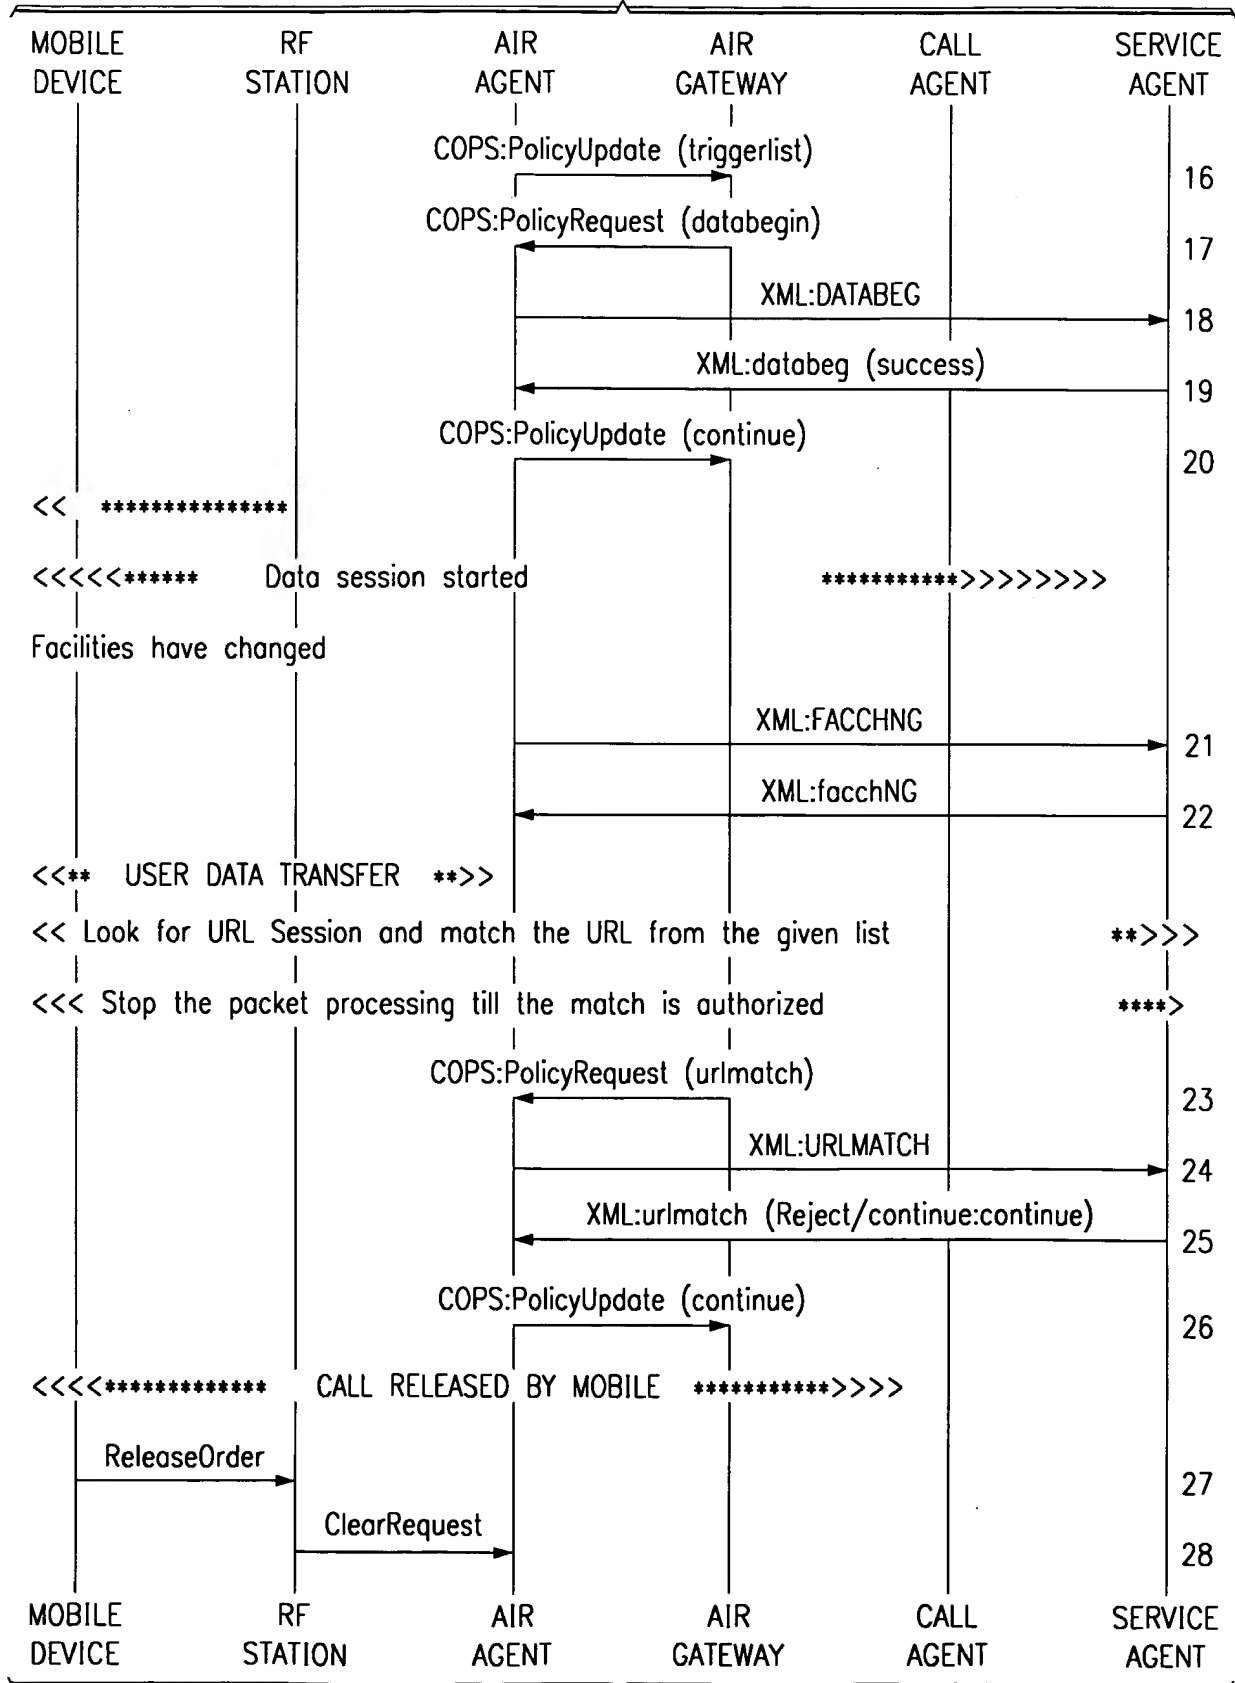 MOBILE DEVICE RF STATION AIR AGENT AIR GATEWAY CALL AGENT SERVICE AGENT
COPS:PolicyUpdate (triggerlist)
16
COPS:PolicyRequest (databegin)
17
XML:DATABEG
18
XML:databeg (success)
19
COPS:PolicyUpdate (continue)
20
<< ***************
<<<<<****** Data session started ***********>>>>>>>>
Facilities have changed
XML:FACCHNG
21
XML:facchNG
22
<<** USER DATA TRANSFER **>>
<< Look for URL Session and match the URL from the given list **>>>
<<< Stop the packet processing till the match is authorized ****>
COPS:PolicyRequest (urlmatch)
23
XML:URLMATCH
24
XML:urlmatch (Reject/continue:continue)
25
COPS:PolicyUpdate (continue)
26
<<<<************* CALL RELEASED BY MOBILE ***********>>>>
ReleaseOrder
27
ClearRequest
28
MOBILE DEVICE RF STATION AIR AGENT AIR GATEWAY CALL AGENT SERVICE AGENT